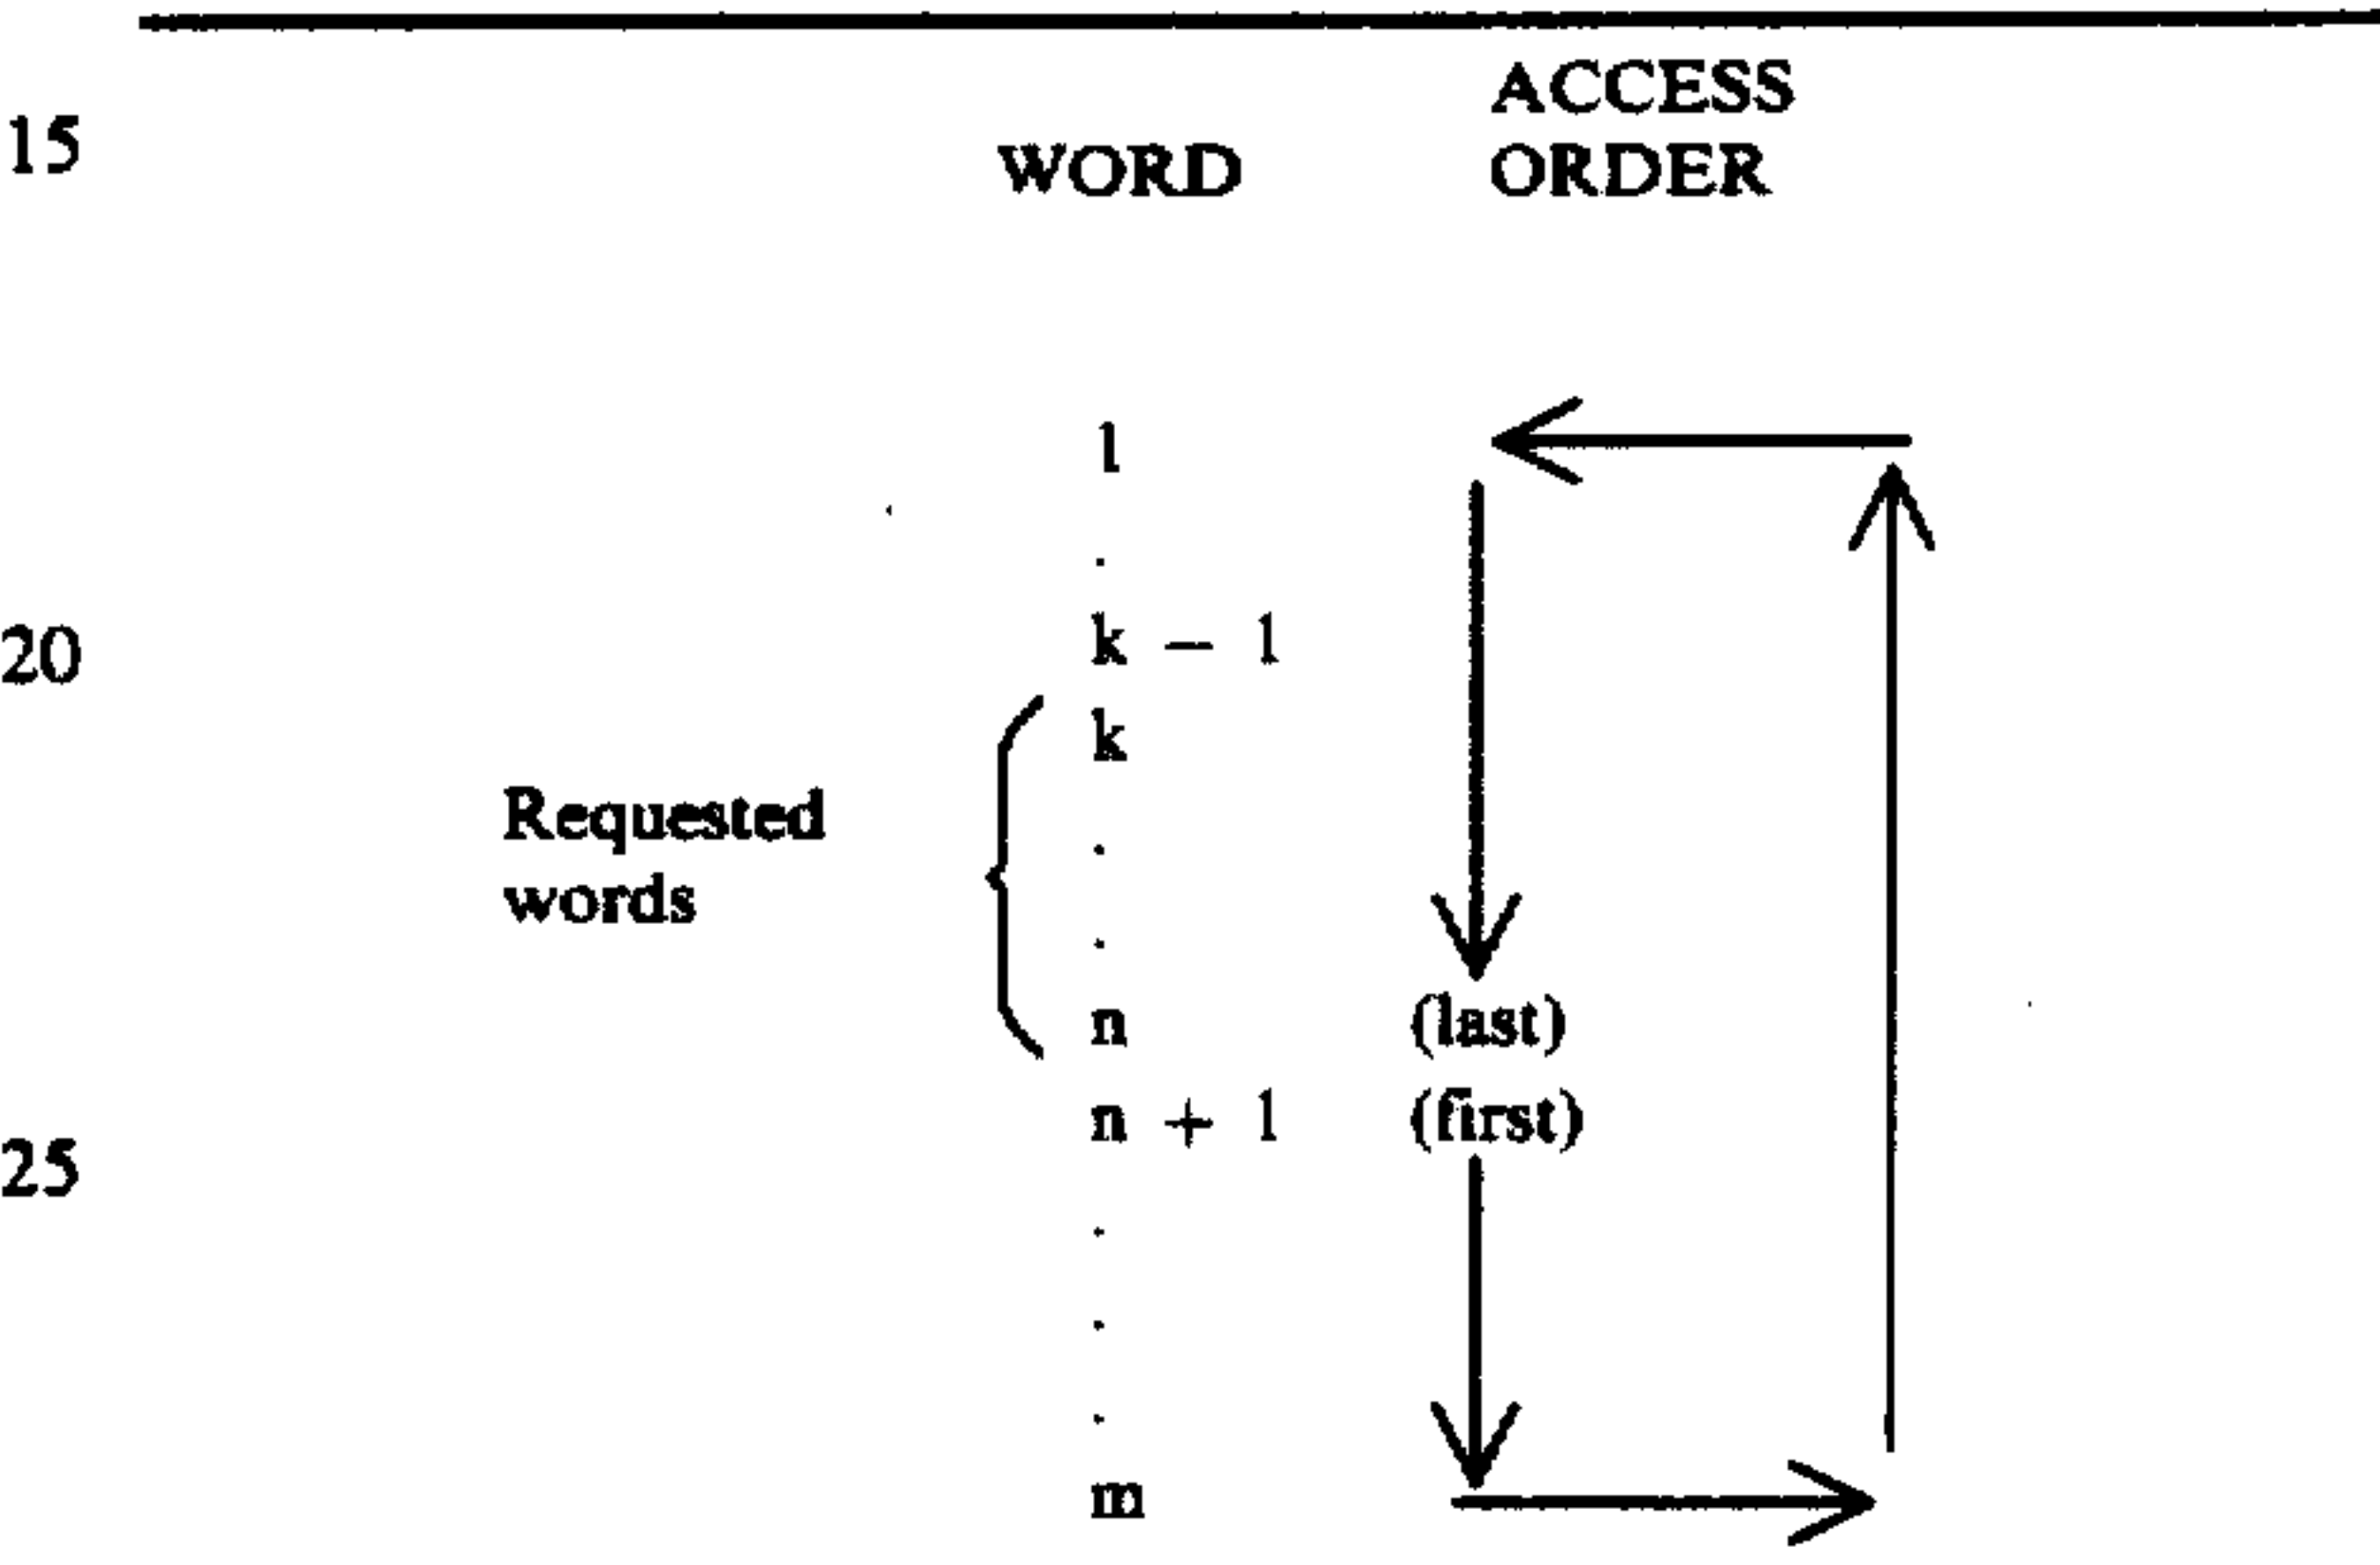 ACCESS
15 WORD ORDER
1
.
20 k − 1
k
Requested .
words .
n (last)
n + 1 (first)
25
.
.
.
m